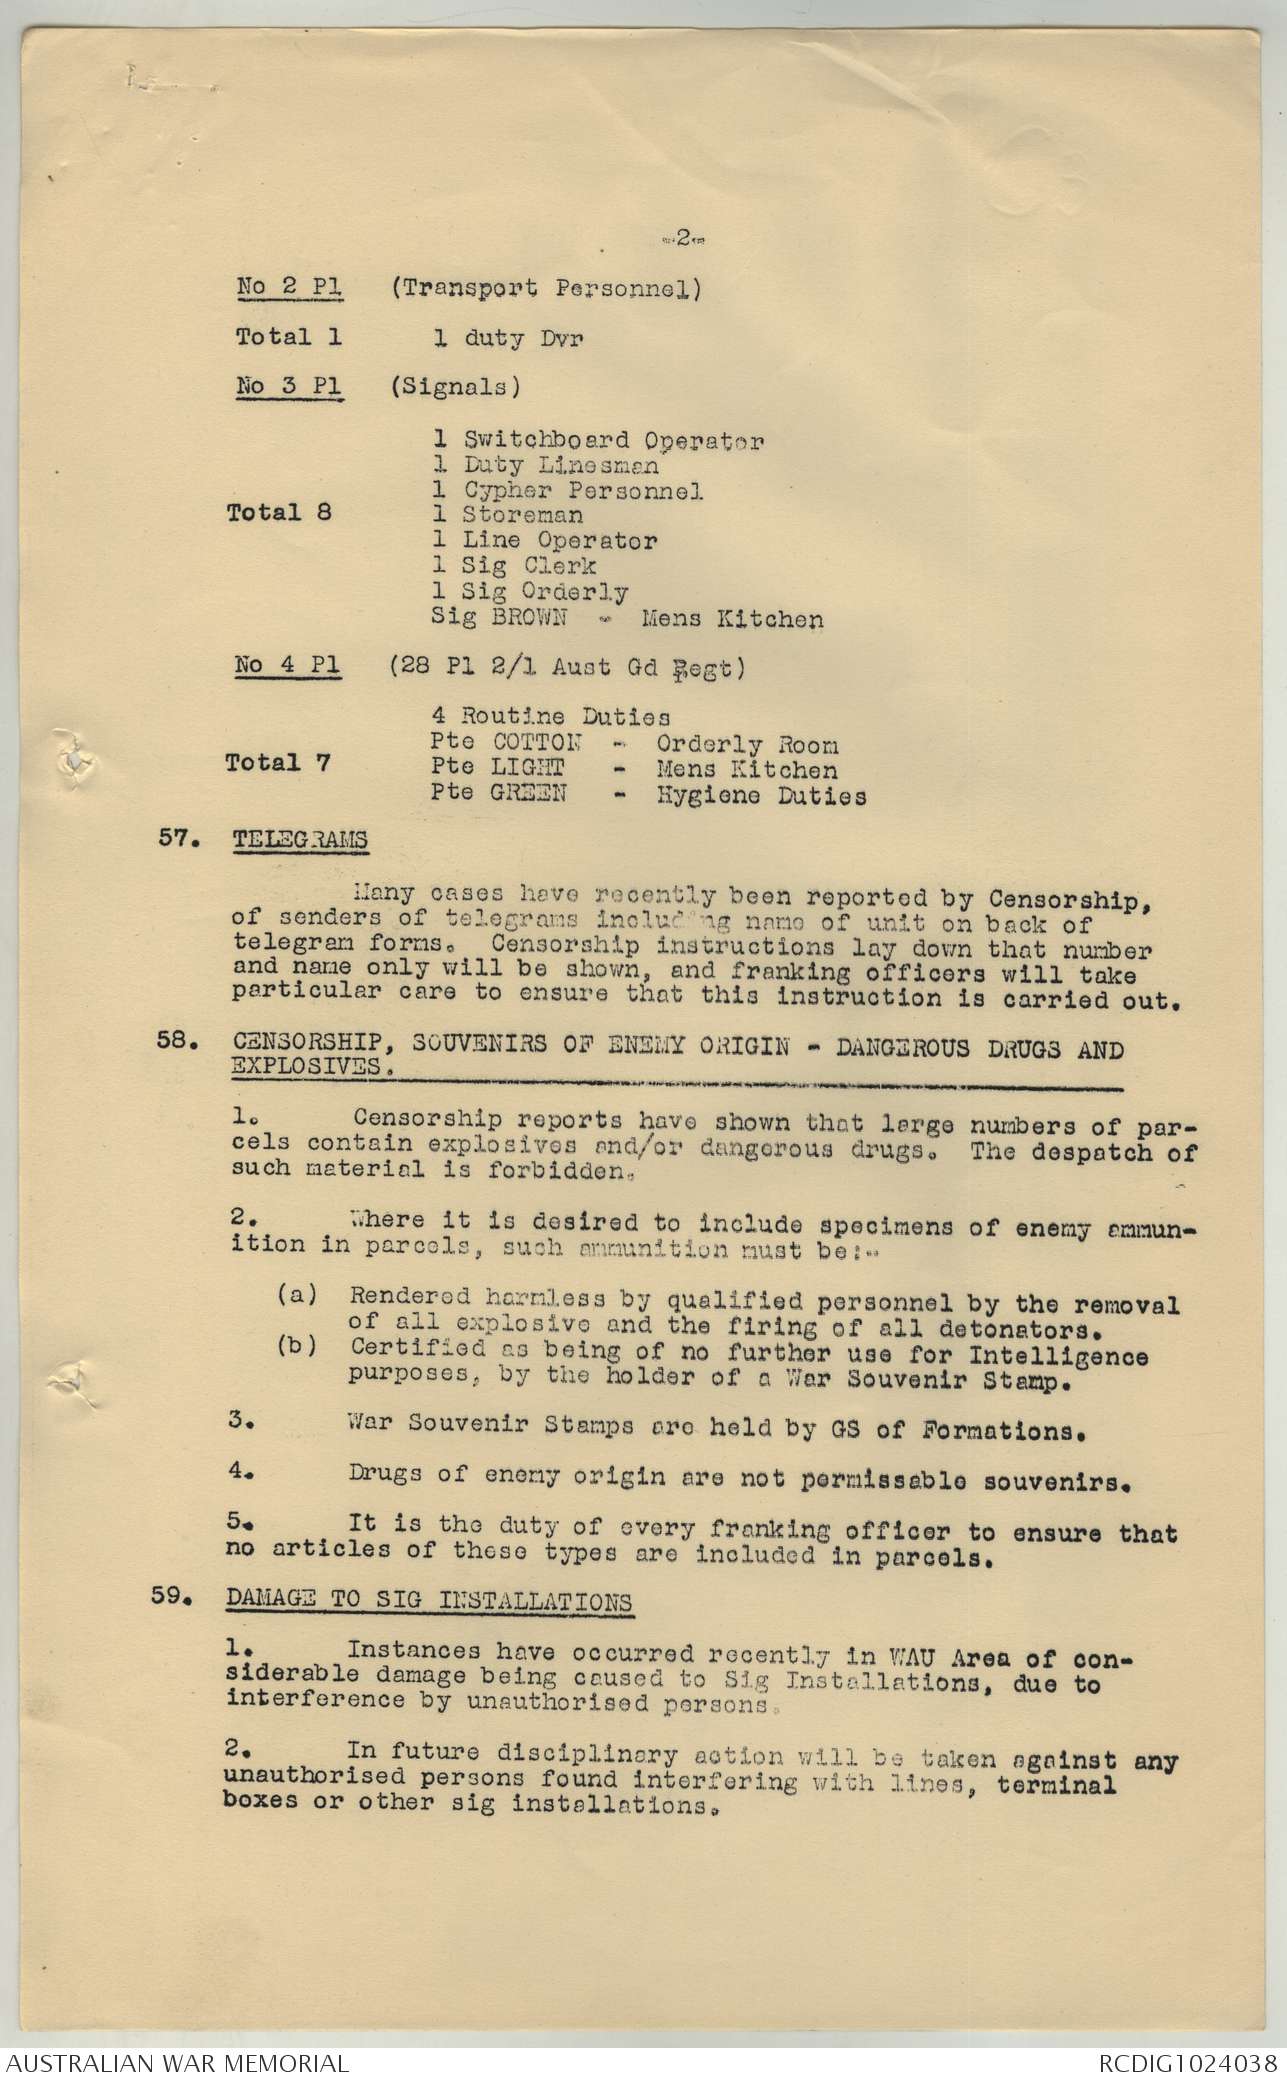 -2-
No 2 Pl (Transport Personnel)
Total 1 1 duty Dvr
No 3 Pl (Signals)
1 Switchboard Operator
1 Duty Linesman
1 Cypher Personnel
Total 8 1 Storeman
1 Line Operator
1 Sig Clerk
1 Sig Orderly
Sig BROWN - Mens Kitchen
No 4 Pl (28 Pl 2/1 Aust Gd Regt)
4 Routine Duties
Pte COTTON - Orderly Room
Total 7 Pte LIGHT - Mens Kitchen
Pte GREEN - Hygiene Duties
57. TELEGRAMS
Many cases have recently been reported by Censorship,
of senders of telegrams including name of unit on back of
telegram forms. Censorship instructions lay down that number
and name only will be shown, and franking officers will take
particular care to ensure that this instruction is carried out.
58. CENSORSHIP, SOUVENIRS OF ENEMY ORIGIN - DANGEROUS DRUGS AND
EXPLOSIVES.
1. Censorship reports have shown that large numbers of par-
cels contain explosives and/or dangerous drugs. The despatch of
such material is forbidden.
2. Where it is desired to include specimens of enemy ammun-
ition in parcels, such ammunition must be:-
(a) Rendered harmless by qualified personnel by the removal
of all explosive and the firing of all detonators.
(b) Certified as being of no further use for Intelligence
purposes, by the holder of a War Souvenir Stamp.
3. War Souvenir Stamps are held by GS of Formations.
4. Drugs of enemy origin are not permissable souvenirs.
5. It is the duty of every franking officer to ensure that
no articles of these types are included in parcels.
59. DAMAGE TO SIG INSTALLATIONS
1. Instances have occurred recently in WAU Area of con-
siderable damage being caused to Sig Installations, due to
interference by unauthorised persons.
2. In future disciplinary action will be taken against any
unauthorised persons found interfering with lines, terminal
boxes or other sig installations.
AUSTRALIAN WAR MEMORIAL RCDIG1024038